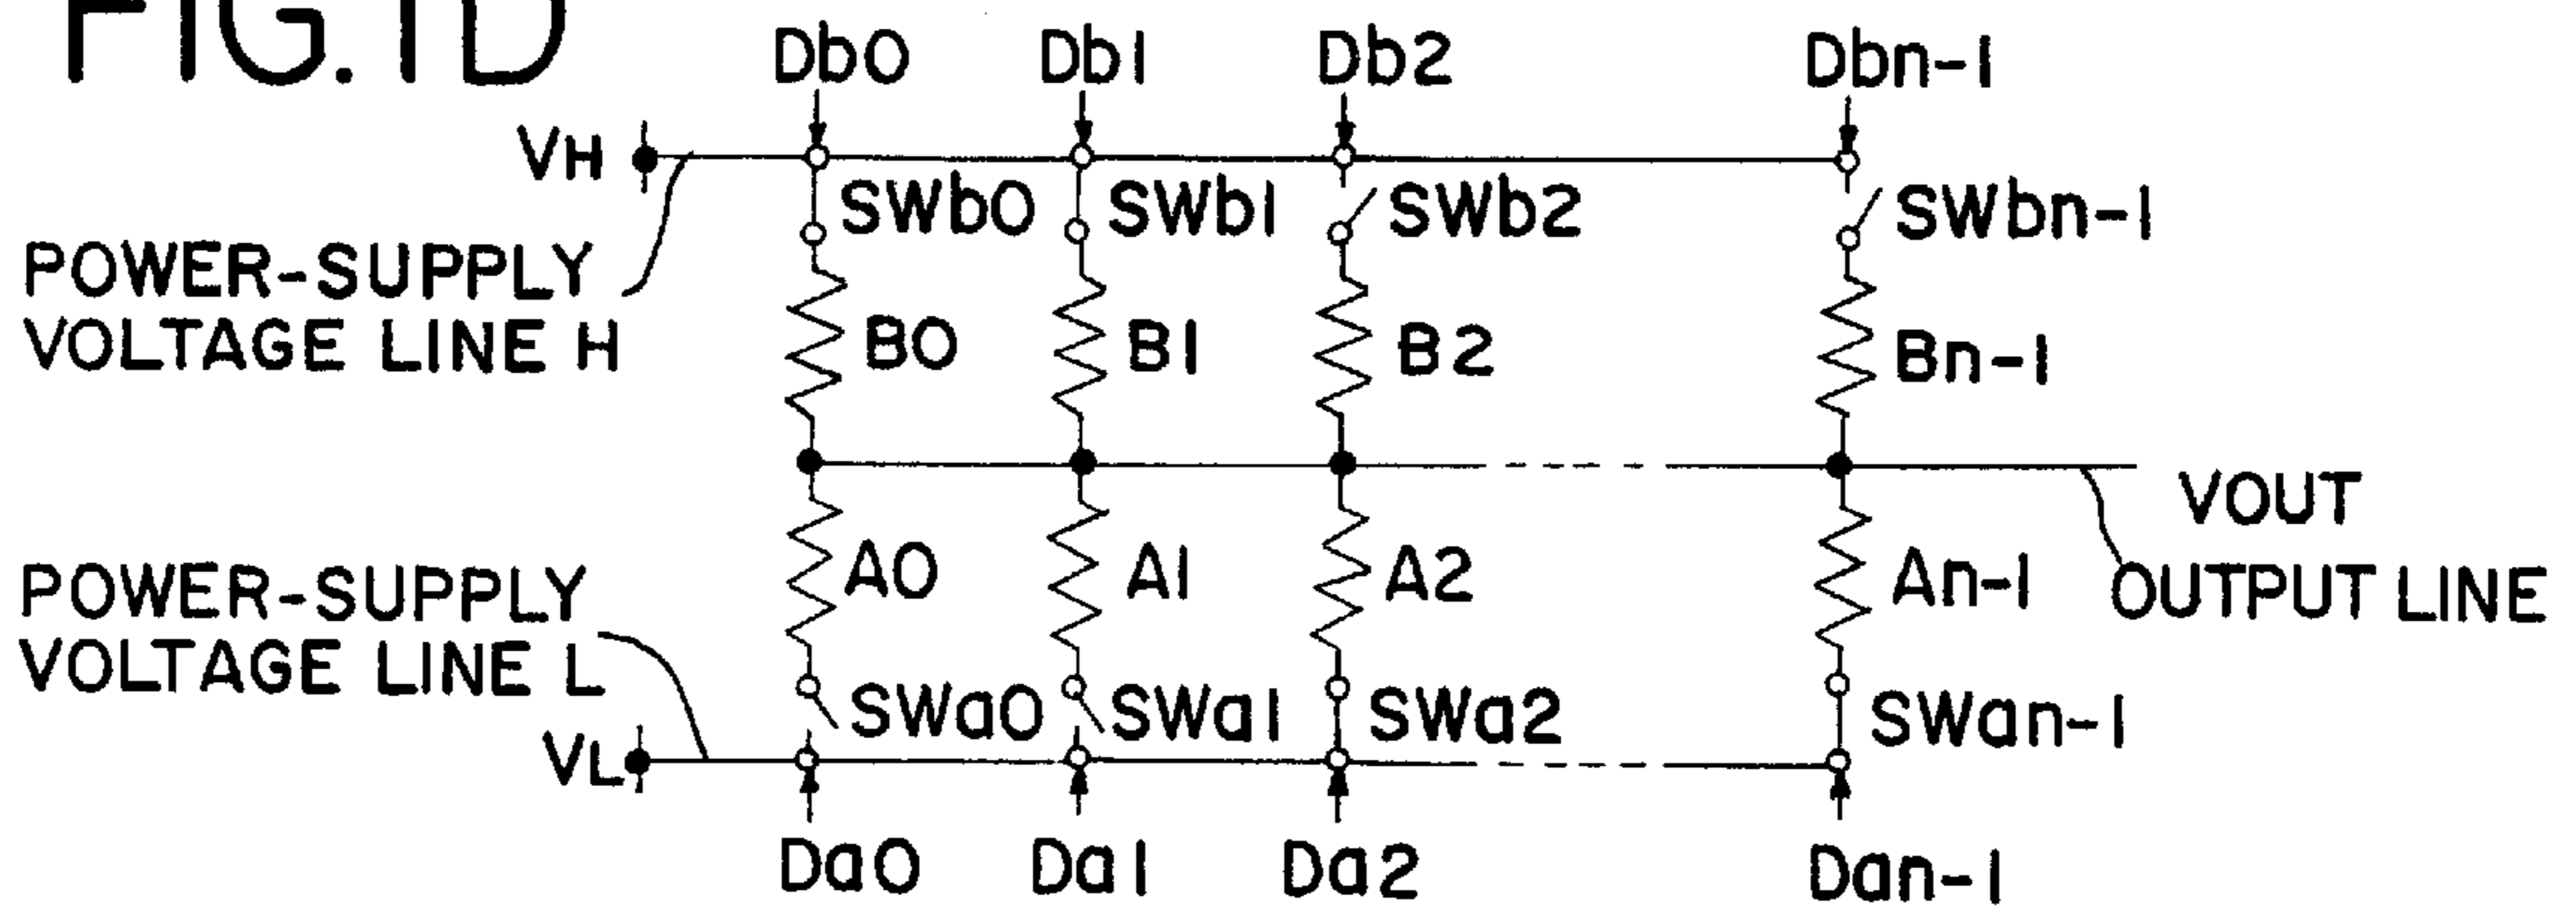 FIG. 1D
Db0 Db1 Db2 Dbn-1
VH
SWb0 SWb1 SWb2 SWbn-1
POWER-SUPPLY
VOLTAGE LINE H
B0 B1 B2 Bn-1
VOUT
OUTPUT LINE
A0 A1 A2 An-1
POWER-SUPPLY
VOLTAGE LINE L
SWa0 SWa1 SWa2 SWan-1
VL
Da0 Da1 Da2 Dan-1